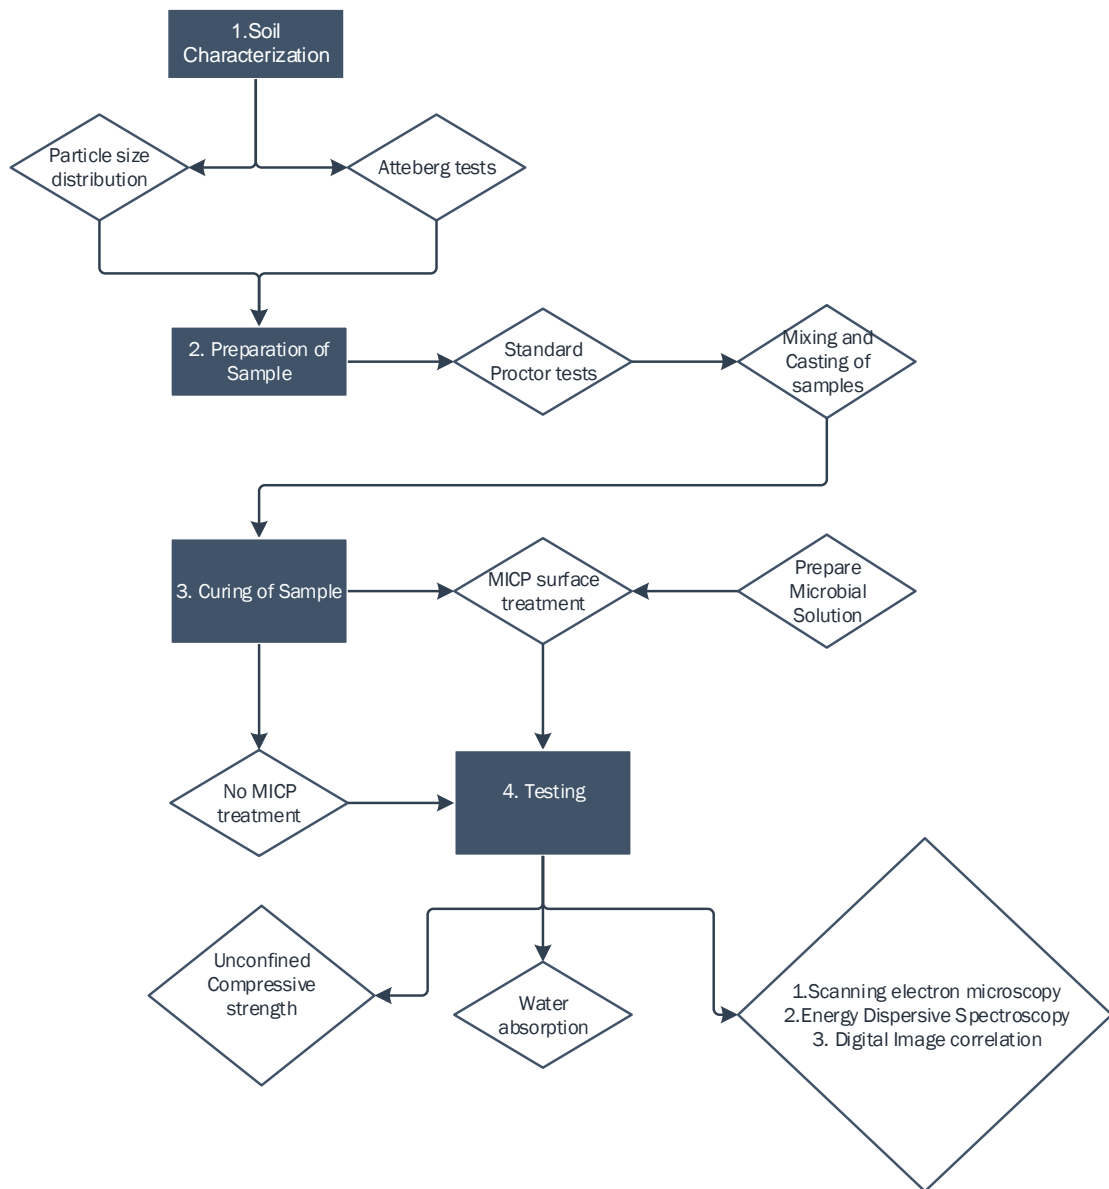 1.Soil
Characterization
Particle size
distribution
Atteberg tests
2. Preparation of
Sample
Standard
Proctor tests
Mixing and
Casting of
samples
3. Curing of Sample
MICP surface
treatment
Prepare
Microbial
Solution
No MICP
treatment
4. Testing
Unconfined
Compressive
strength
Water
absorption
1.Scanning electron microscopy
2.Energy Dispersive Spectroscopy
3. Digital Image correlation